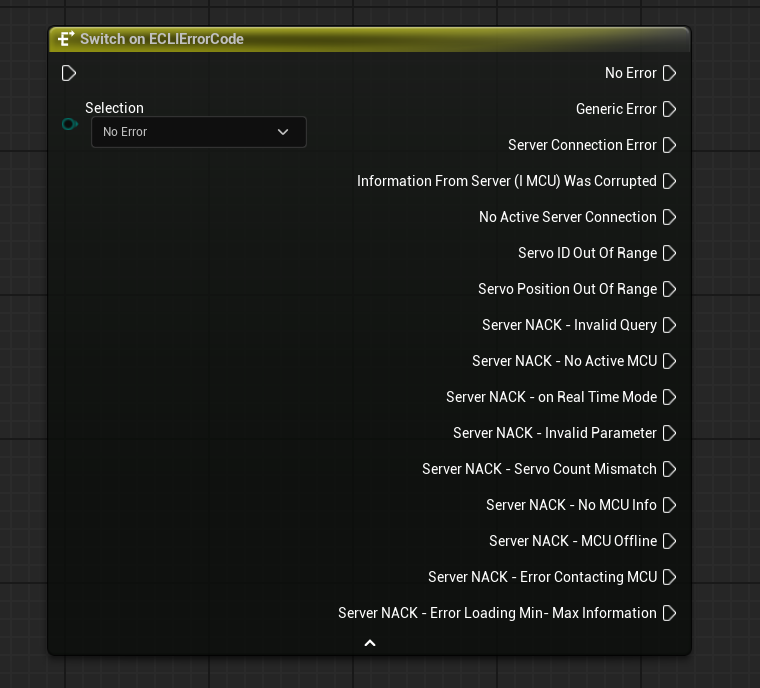 Switch on ECLIErrorCode
No Error
Selection
No Error
Generic Error
Server Connection Error
Information From Server (I MCU) Was Corrupted
No Active Server Connection
Servo ID Out Of Range
Servo Position Out Of Range
Server NACK - Invalid Query
Server NACK - No Active MCU
Server NACK - on Real Time Mode
Server NACK - Invalid Parameter
Server NACK - Servo Count Mismatch
Server NACK - No MCU Info
Server NACK - MCU Offline
Server NACK - Error Contacting MCU
Server NACK - Error Loading Min- Max Information